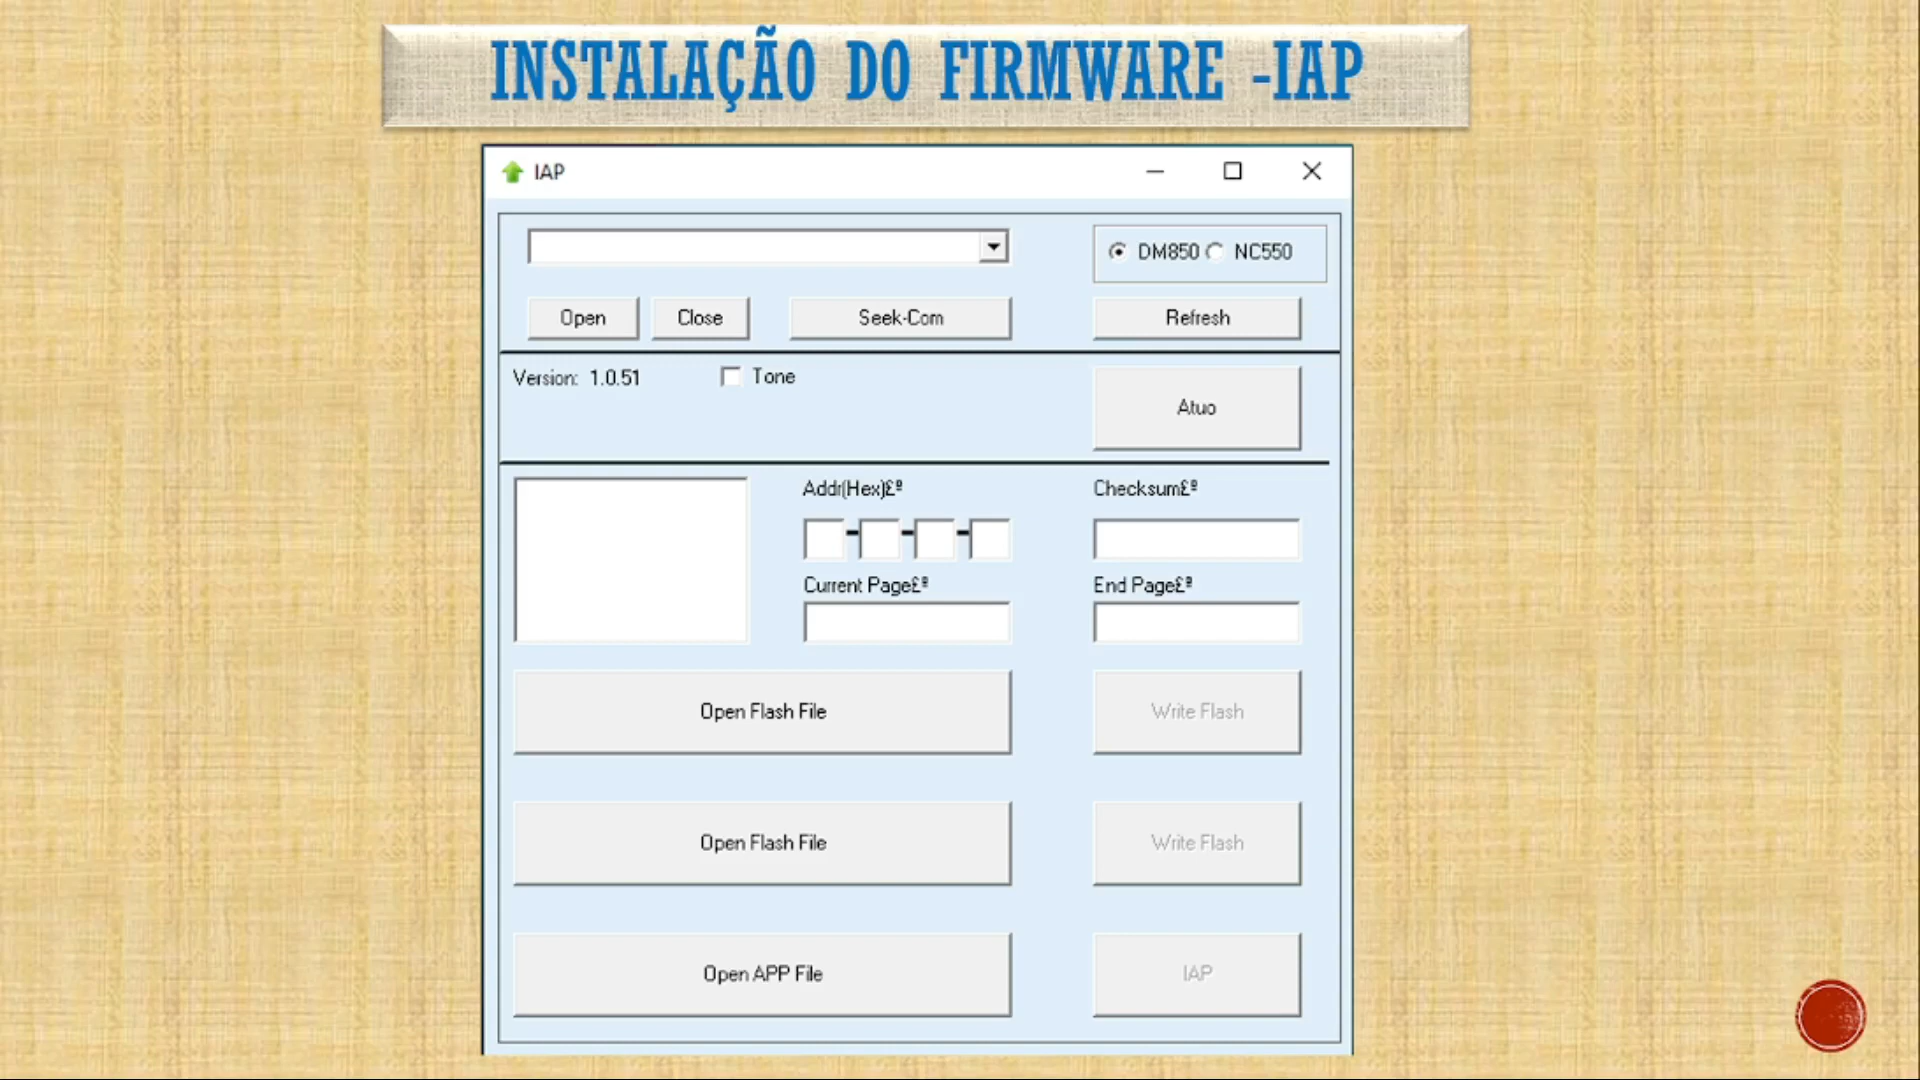 INSTALAÇÃO DO FIRMWARE -IAP
IAP
DM850 NC550
Open Close Seek-Com Refresh
Version: 1.0.51 Tone
Atuo
Addr(Hex)£º Checksum£º
Current Page£º End Page£º
Open Flash File Write Flash
Open Flash File Write Flash
Open APP File IAP